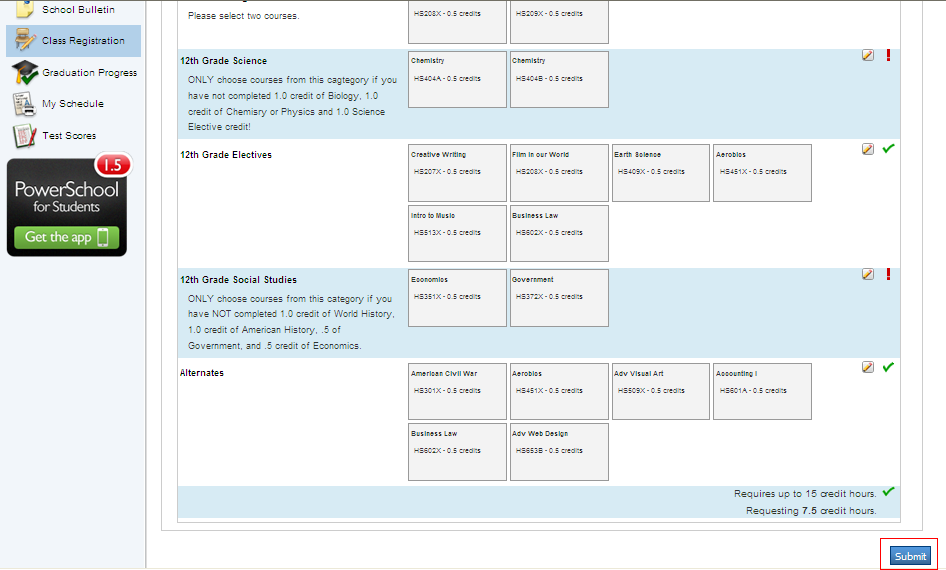 School Bulletin
Class Registration
Graduation Progress
My Schedule
Test Scores
1.5
PowerSchool
for Students
Get the app
Please select two courses.
HS208X - 0.5 credits
HS209X - 0.5 credits
12th Grade Science
ONLY choose courses from this cagtegory if you
have not completed 1.0 credit of Biology, 1.0
credit of Chemisry or Physics and 1.0 Science
Elective credit!
Chemistry
HS404A - 0.5 credits
Chemistry
HS404B - 0.5 credits
12th Grade Electives
Creative Writing
HS207X - 0.5 credits
Film in our World
HS208X - 0.5 credits
Earth Science
HS409X - 0.5 credits
Aerobics
HS451X - 0.5 credits
Intro to Music
HS513X - 0.5 credits
Business Law
HS602X - 0.5 credits
12th Grade Social Studies
ONLY choose courses from this category if you
have NOT completed 1.0 credit of World History,
1.0 credit of American History, .5 of
Government, and .5 credit of Economics.
Economics
HS351X - 0.5 credits
Government
HS372X - 0.5 credits
Alternates
American Civil War
HS301X - 0.5 credits
Aerobics
HS451X - 0.5 credits
Adv Visual Art
HS509X - 0.5 credits
Accounting I
HS601A - 0.5 credits
Business Law
HS602X - 0.5 credits
Adv Web Design
HS653B - 0.5 credits
Requires up to 15 credit hours.
Requesting 7.5 credit hours.
Submit